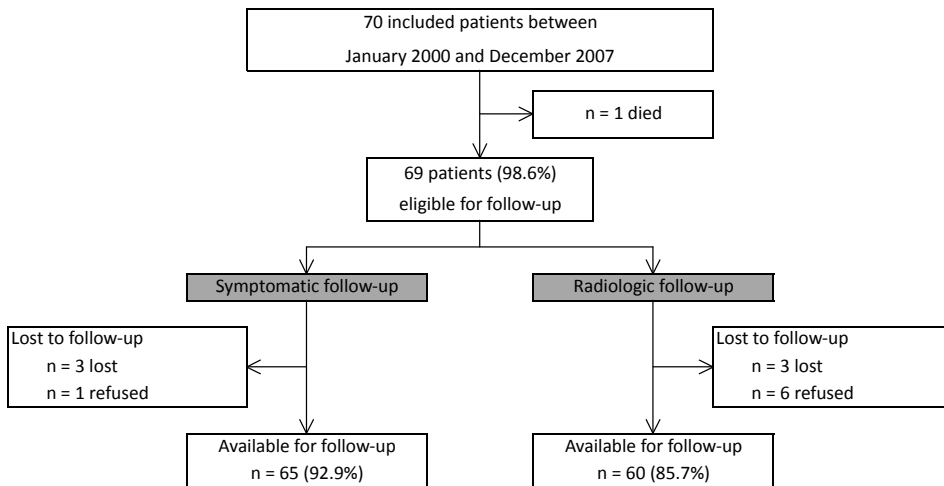 70 included patients between
January 2000 and December 2007
n = 1 died
69 patients (98.6%)
eligible for follow-up
Symptomatic follow-up
Radiologic follow-up
Lost to follow-up
n = 3 lost
n = 1 refused
Lost to follow-up
n = 3 lost
n = 6 refused
Available for follow-up
n = 65 (92.9%)
Available for follow-up
n = 60 (85.7%)